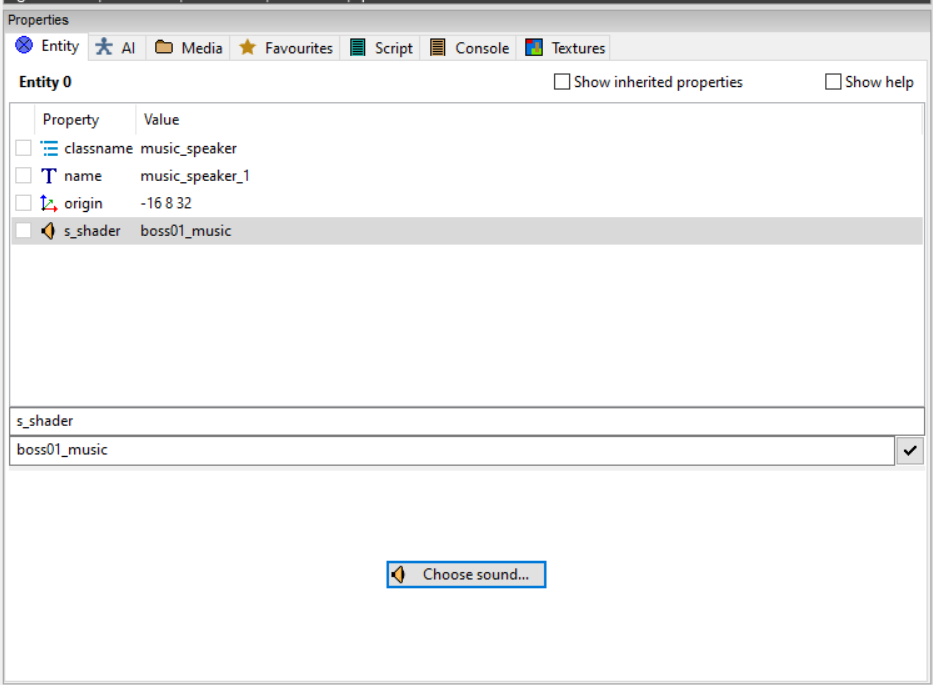 Properties
Entity AI Media Favourites Script Console Textures
Entity 0 Show inherited properties Show help
Property Value
classname music_speaker
name music_speaker_1
origin -16 8 32
s_shader boss01_music
s_shader
boss01_music
Choose sound...